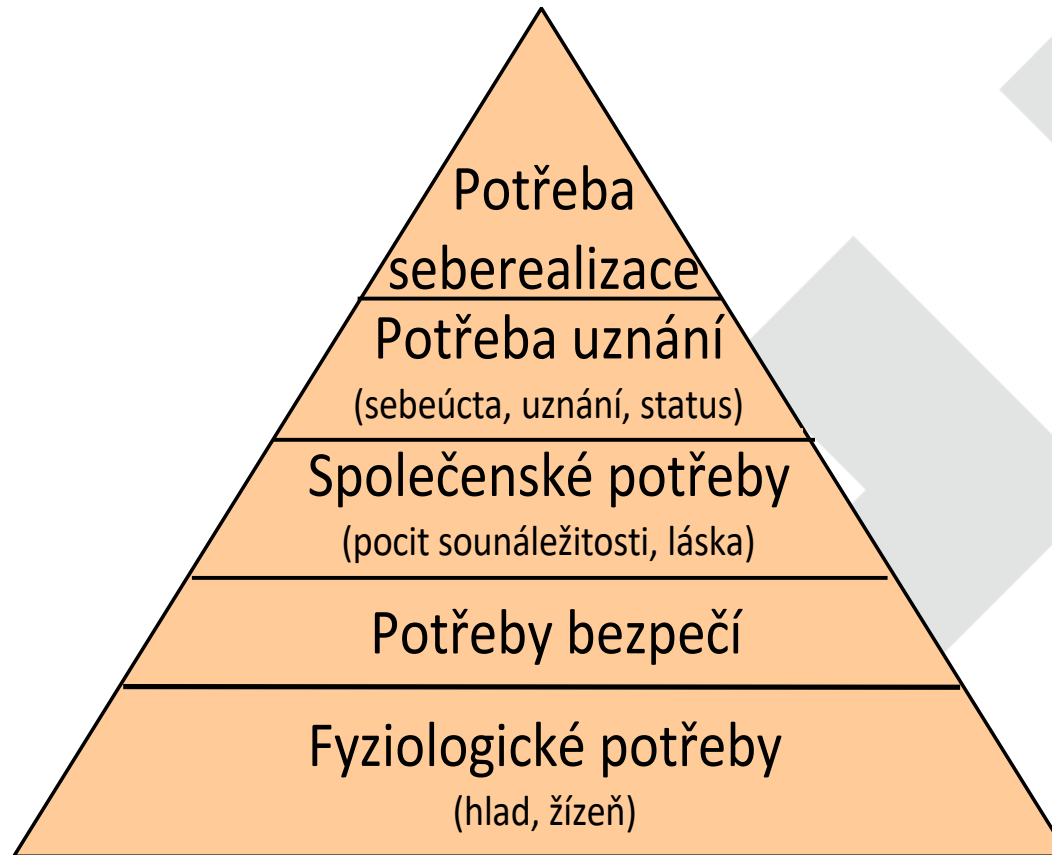 Potřeba
seberealizace
Potřeba uznání
(sebeúcta, uznání, status)
Společenské potřeby
(pocit sounáležitosti, láska)
Potřeby bezpečí
Fyziologické potřeby
(hlad, žízeň)